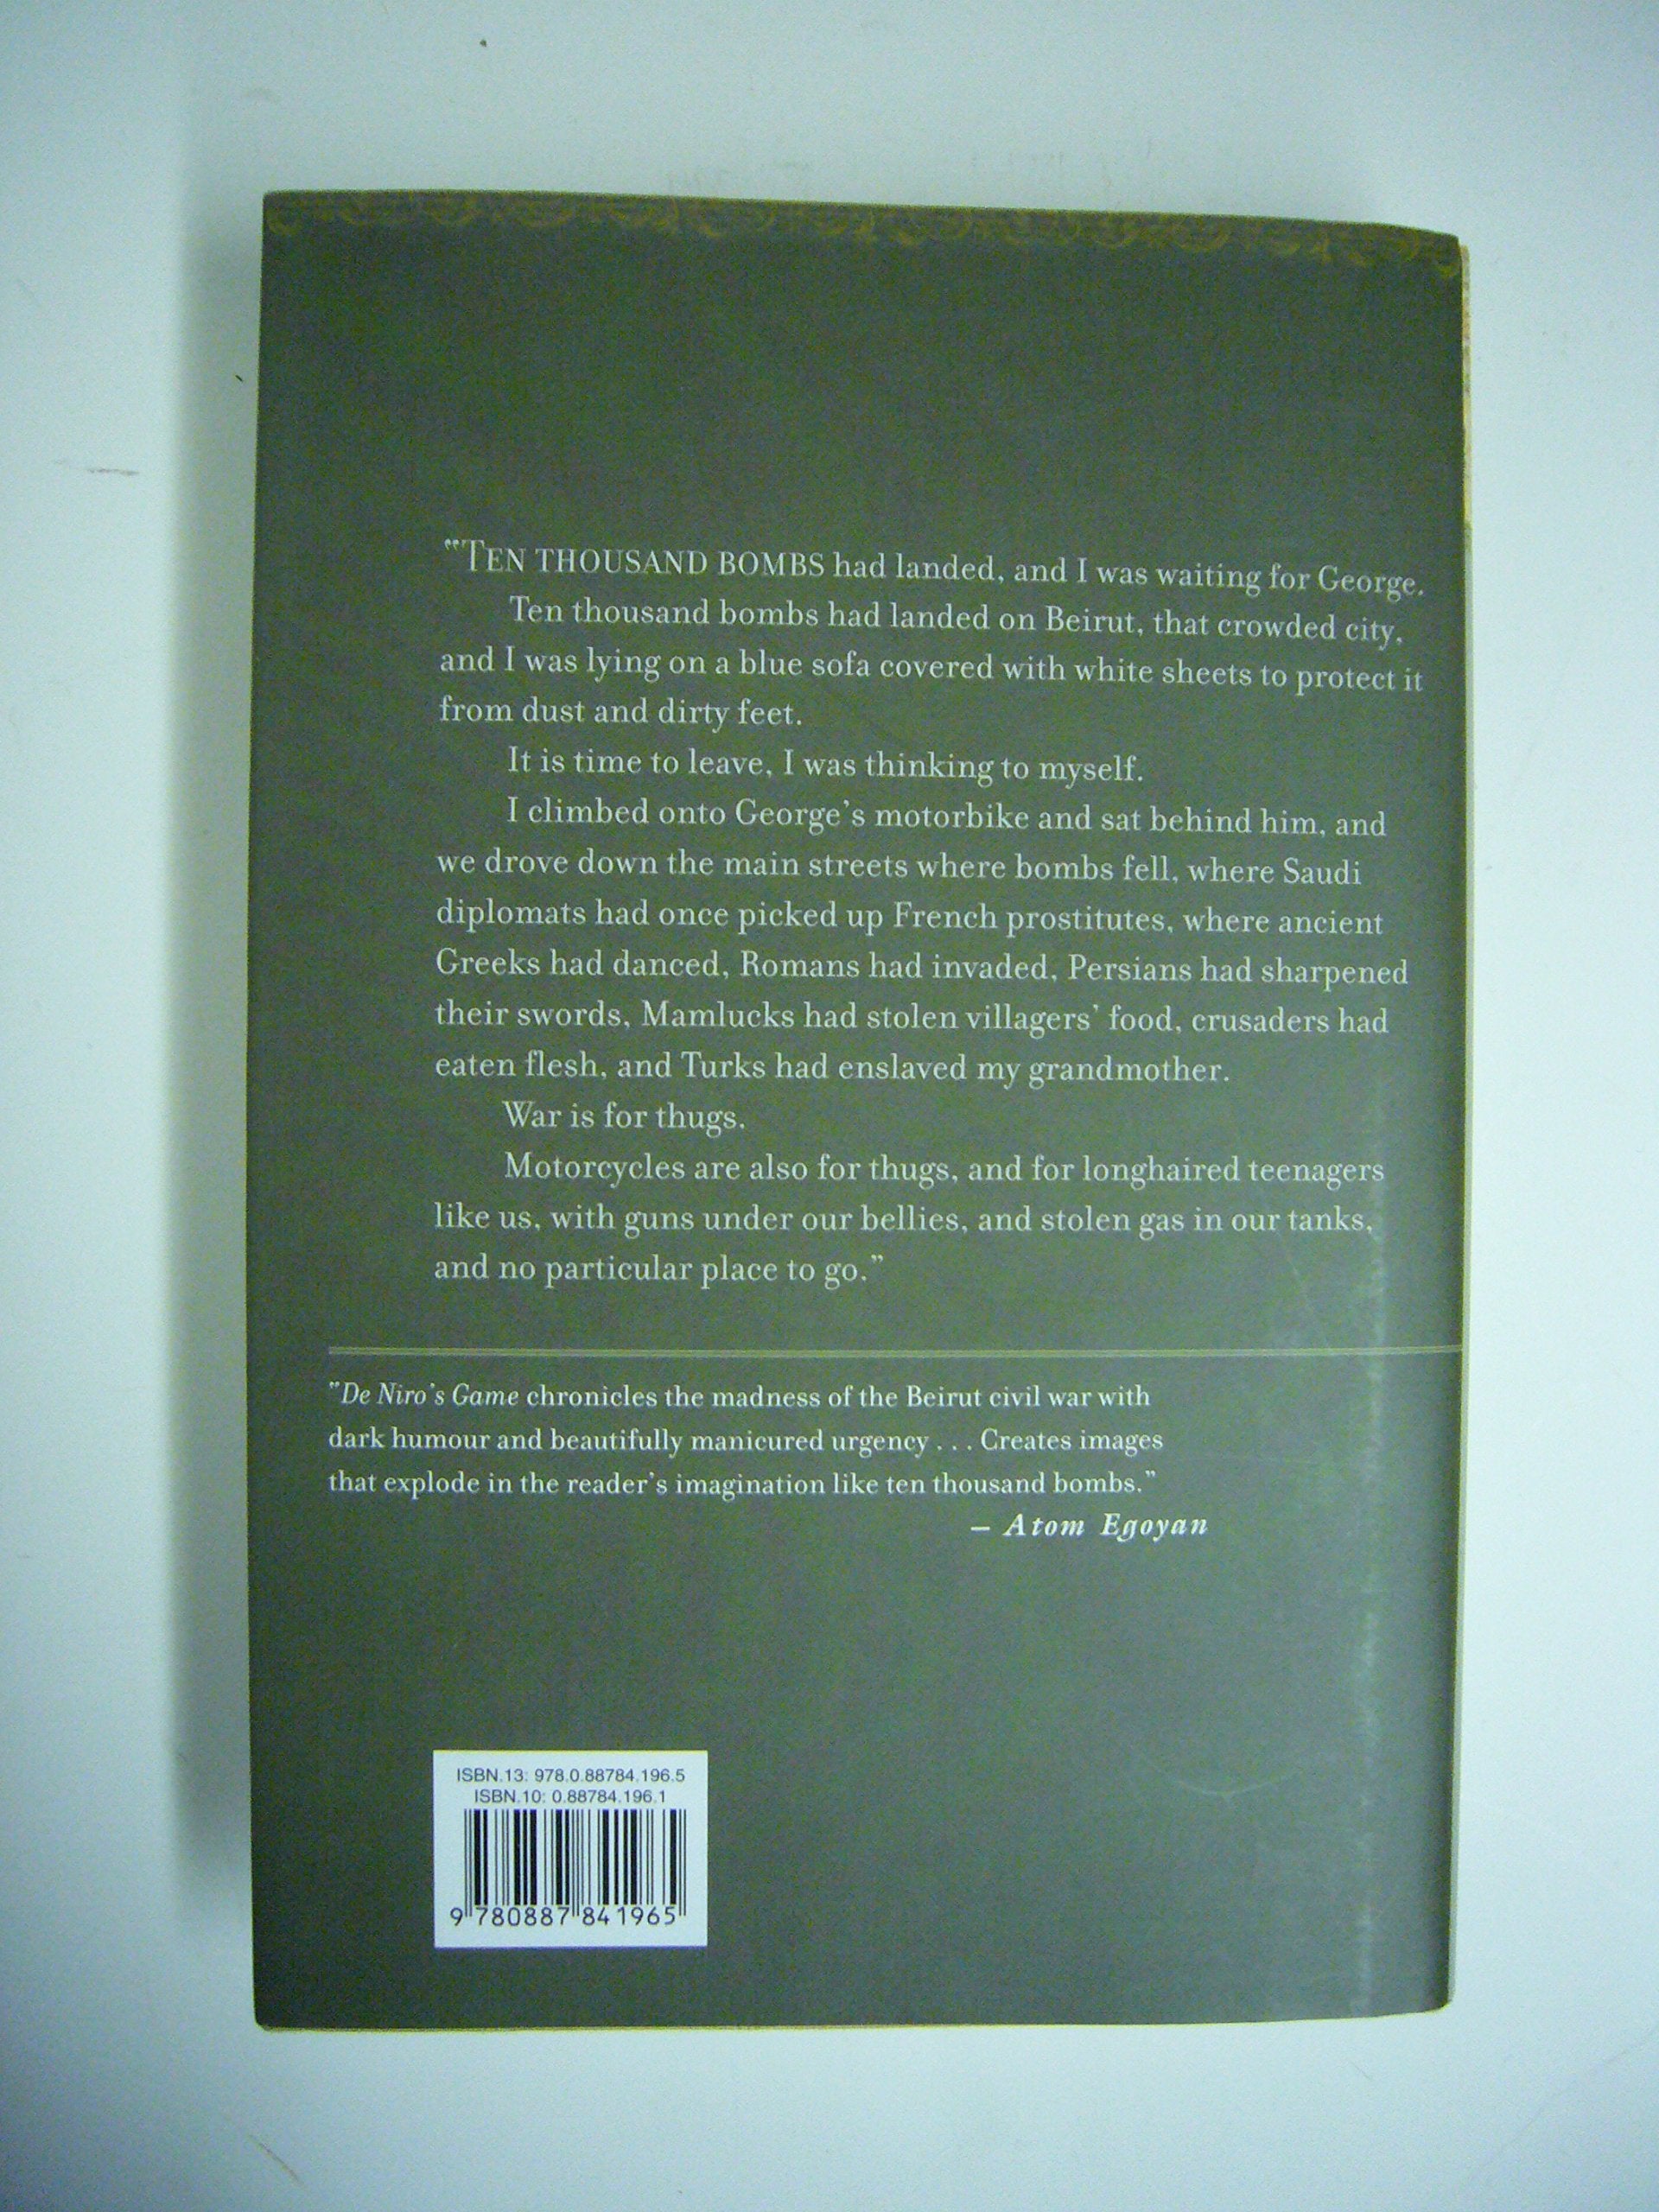 "TEN THOUSAND BOMBS had landed, and I was waiting for George.
Ten thousand bombs had landed on Beirut, that crowded city,
and I was lying on a blue sofa covered with white sheets to protect it
from dust and dirty feet.
It is time to leave, I was thinking to myself.
I climbed onto George's motorbike and sat behind him, and
we drove down the main streets where bombs fell, where Saudi
diplomats had once picked up French prostitutes, where ancient
Greeks had danced, Romans had invaded, Persians had sharpened
their swords, Mamlucks had stolen villagers' food, crusaders had
eaten flesh, and Turks had enslaved my grandmother.
War is for thugs.
Motorcycles are also for thugs, and for longhaired teenagers
like us, with guns under our bellies, and stolen gas in our tanks,
and no particular place to go."
"De Niro's Game chronicles the madness of the Beirut civil war with
dark humour and beautifully manicured urgency . . . Creates images
that explode in the reader's imagination like ten thousand bombs."
– Atom Egoyan
ISBN.13: 978.0.88784.196.5
ISBN.10: 0.88784.196.1
9 780887 841965